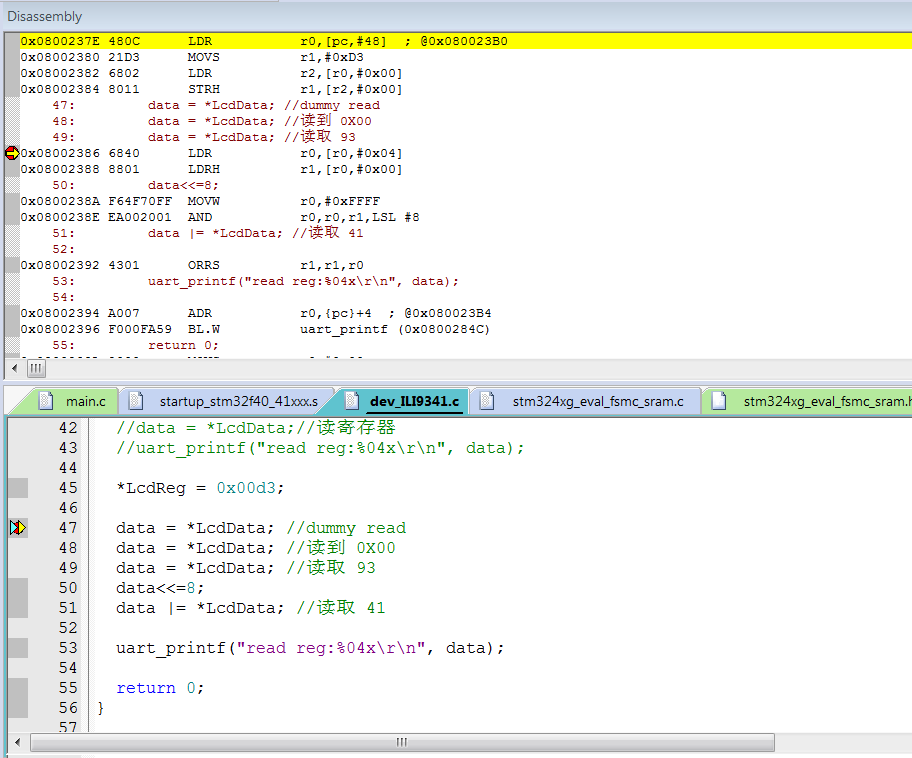 Disassembly
0x0800237E 480C LDR r0,[pc,#48] ; @0x080023B0
0x08002380 21D3 MOVS r1,#0xD3
0x08002382 6802 LDR r2,[r0,#0x00]
0x08002384 8011 STRH r1,[r2,#0x00]
47: data = *LcdData; //dummy read
48: data = *LcdData; //读到 0X00
49: data = *LcdData; //读取 93
0x08002386 6840 LDR r0,[r0,#0x04]
0x08002388 8801 LDRH r1,[r0,#0x00]
50: data<<=8;
0x0800238A F64F70FF MOVW r0,#0xFFFF
0x0800238E EA002001 AND r0,r0,r1,LSL #8
51: data |= *LcdData; //读取 41
52:
0x08002392 4301 ORRS r1,r1,r0
53: uart_printf("read reg:%04x\r\n", data);
54:
0x08002394 A007 ADR r0,{pc}+4 ; @0x080023B4
0x08002396 F000FA59 BL.W uart_printf (0x0800284C)
55: return 0;
main.c startup_stm32f40_41xxx.s dev_ILI9341.c stm324xg_eval_fsmc_sram.c stm324xg_eval_fsmc_sram.h
42 //data = *LcdData;//读寄存器
43 //uart_printf("read reg:%04x\r\n", data);
44
45 *LcdReg = 0x00d3;
46
47 data = *LcdData; //dummy read
48 data = *LcdData; //读到 0X00
49 data = *LcdData; //读取 93
50 data<<=8;
51 data |= *LcdData; //读取 41
52
53 uart_printf("read reg:%04x\r\n", data);
54
55 return 0;
56 }
57